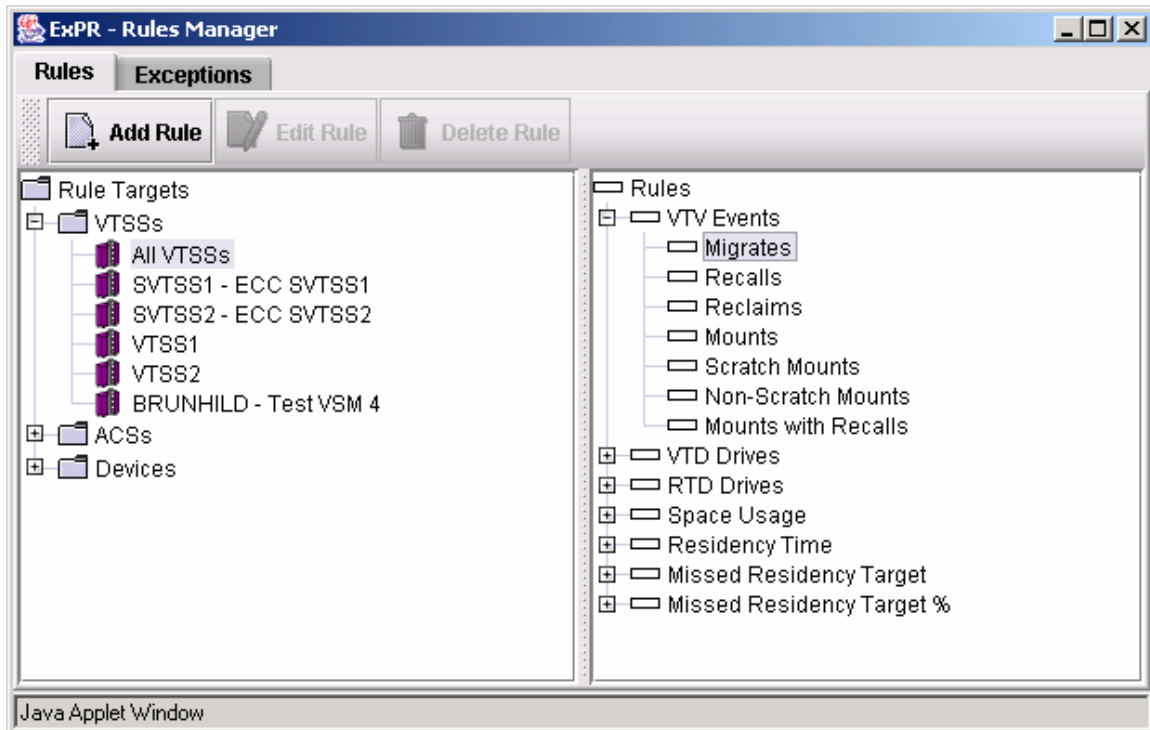 ExPR - Rules Manager
Rules
Exceptions
Add Rule
Edit Rule
Delete Rule
Rule Targets
VTSSs
All VTSSs
SVTSS1 - ECC SVTSS1
SVTSS2 - ECC SVTSS2
VTSS1
VTSS2
BRUNHILD - Test VSM 4
ACSs
Devices
Rules
VTV Events
Migrates
Recalls
Reclaims
Mounts
Scratch Mounts
Non-Scratch Mounts
Mounts with Recalls
VTD Drives
RTD Drives
Space Usage
Residency Time
Missed Residency Target
Missed Residency Target %
Java Applet Window